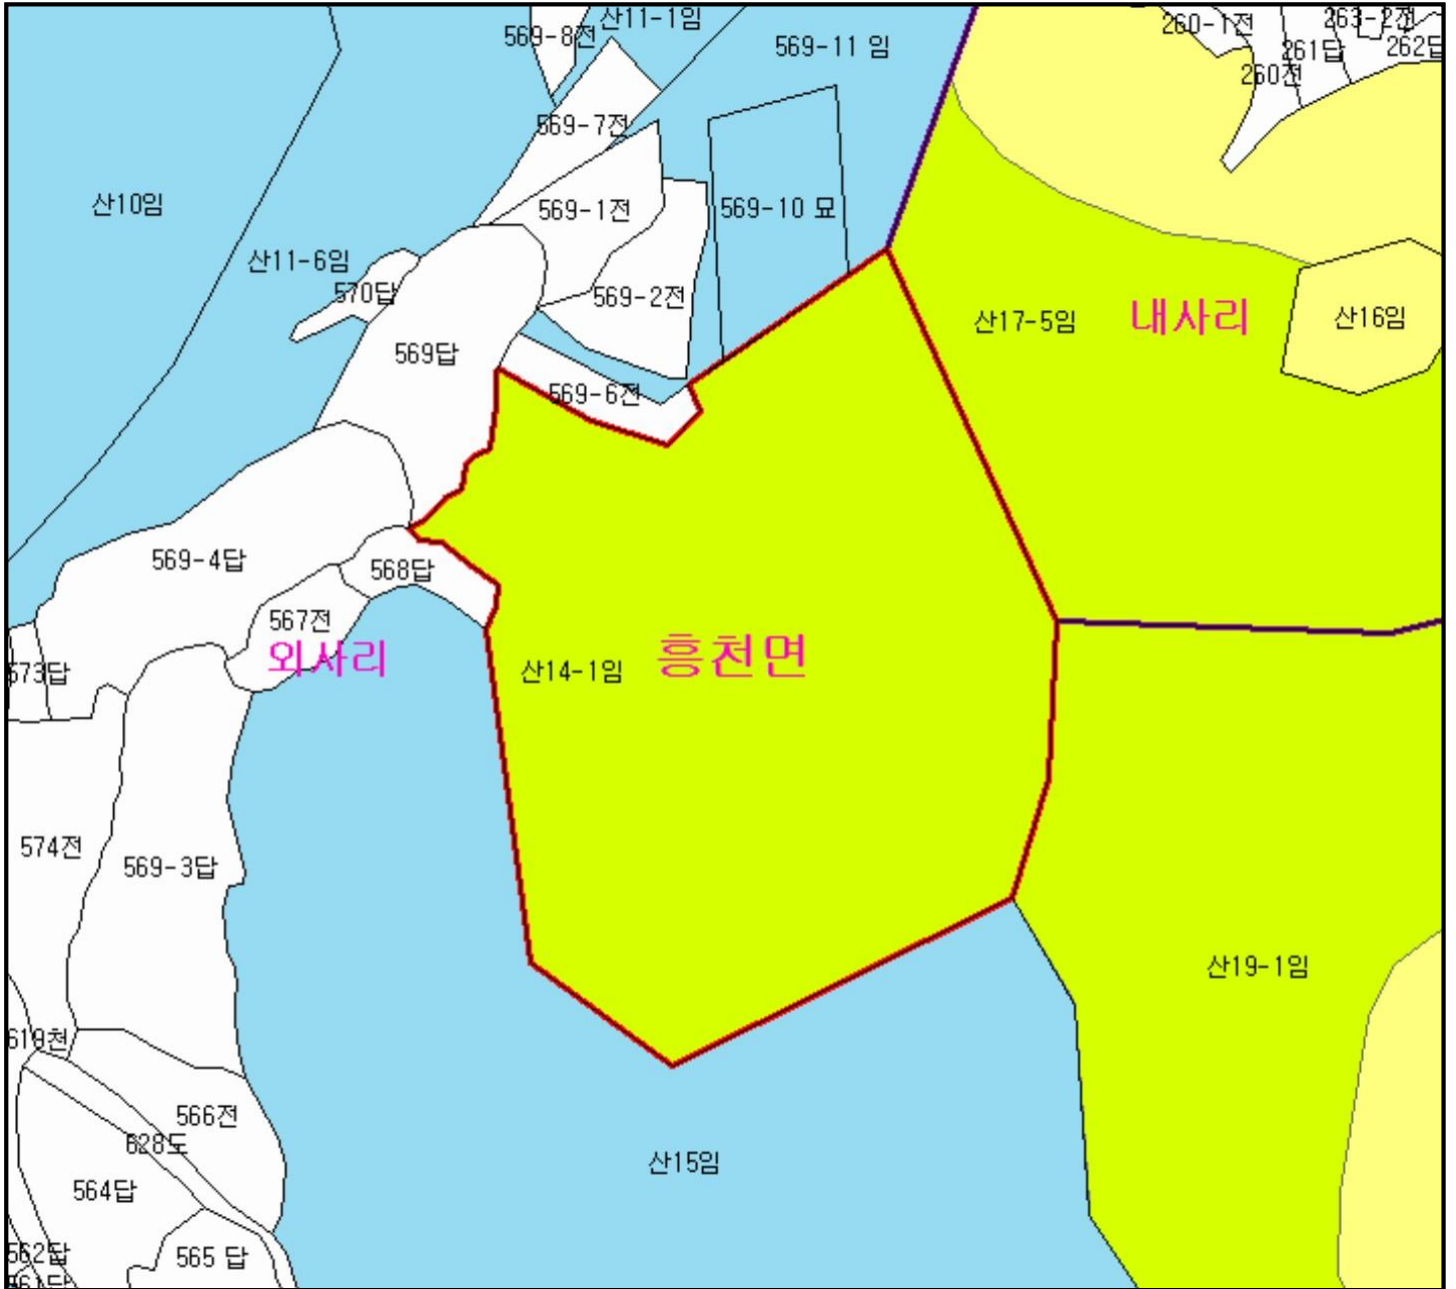 산11-1임
260-1전
263-2전
569-8전
569-11 임
261답
262답
260전
569-7전
산10임
569-1전
569-10 묘
산11-6임
570답
569-2전
산17-5임
내사리
산16임
569답
569-6전
569-4답
568답
567전
외사리
산14-1임
흥천면
573답
574전
569-3답
산19-1임
619천
566전
628도
564답
산15임
562답
565 답
561답